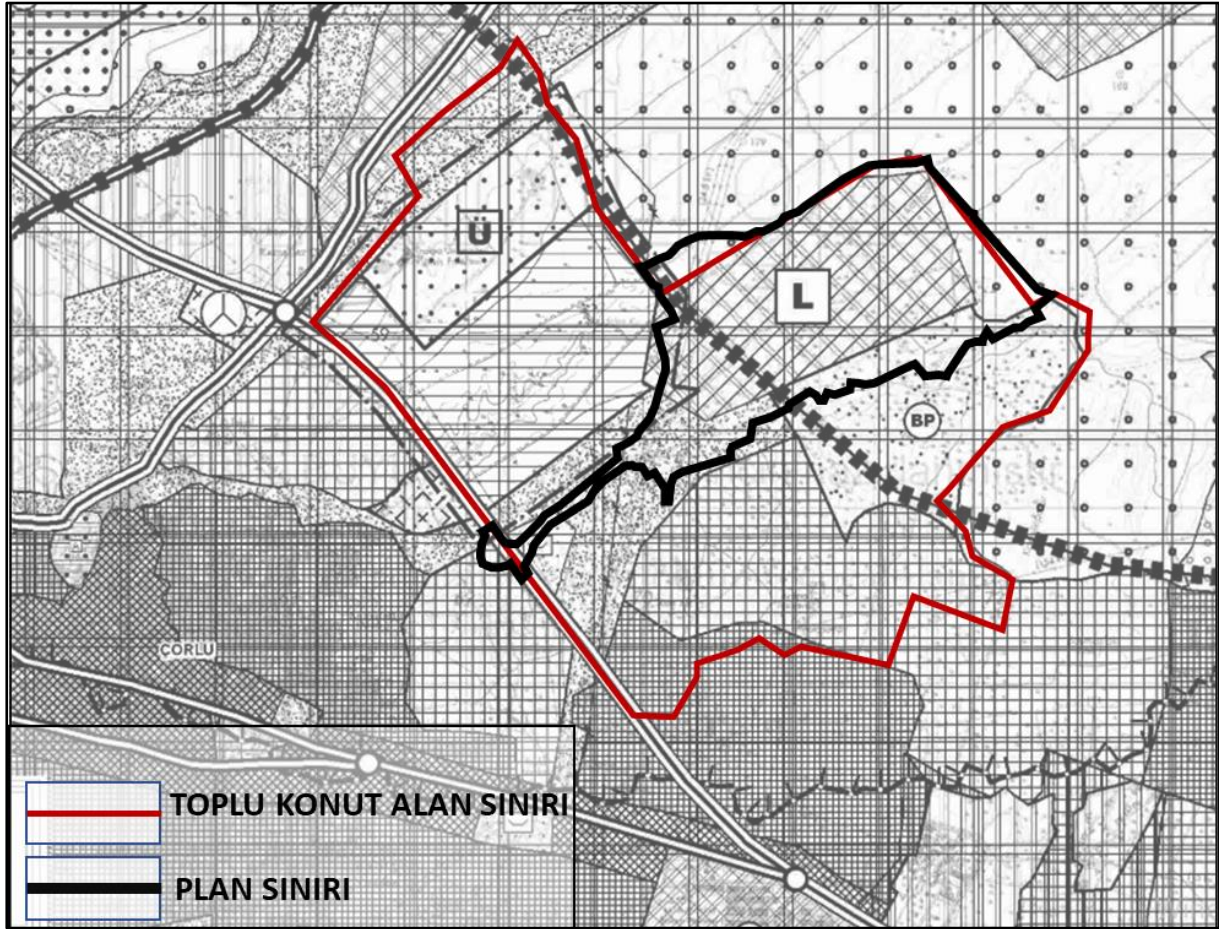 Ü
L
BP
ÇORLU
TOPLU KONUT ALAN SINIRI
PLAN SINIRI